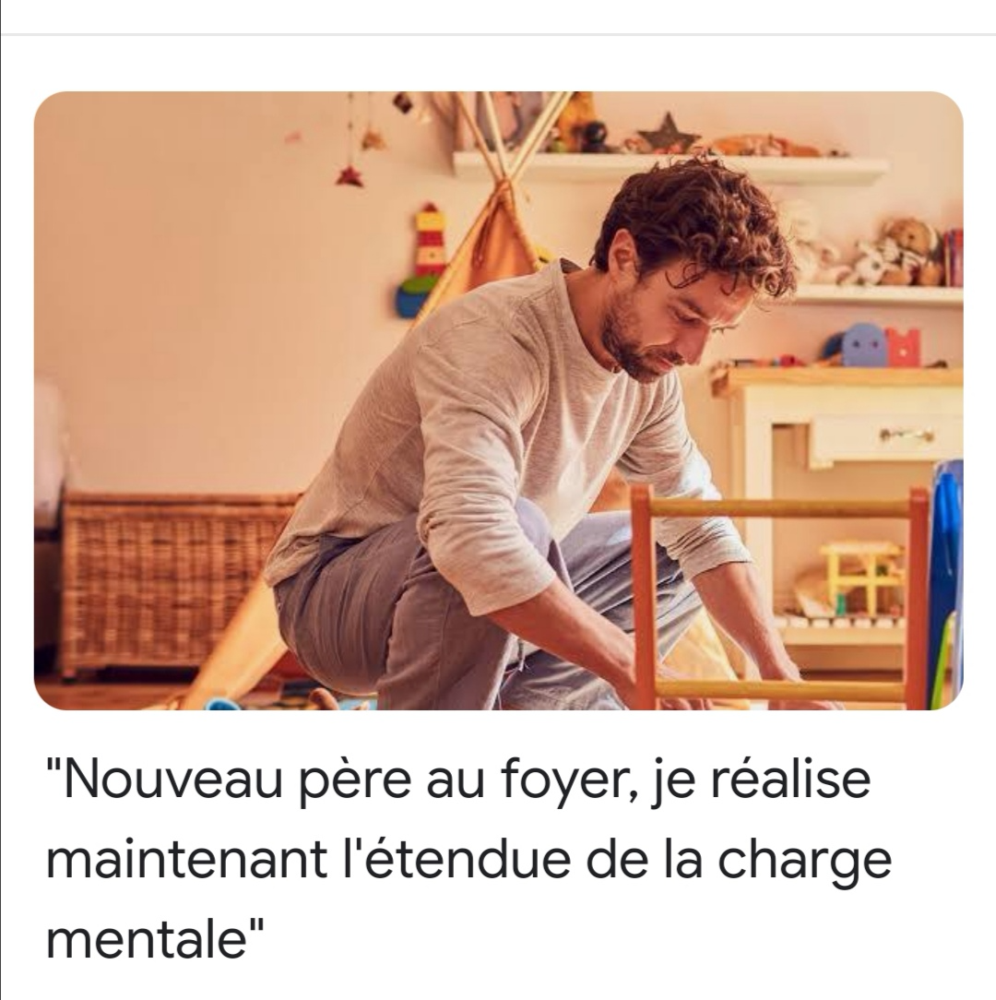 "Nouveau père au foyer, je réalise
maintenant l'étendue de la charge
mentale"